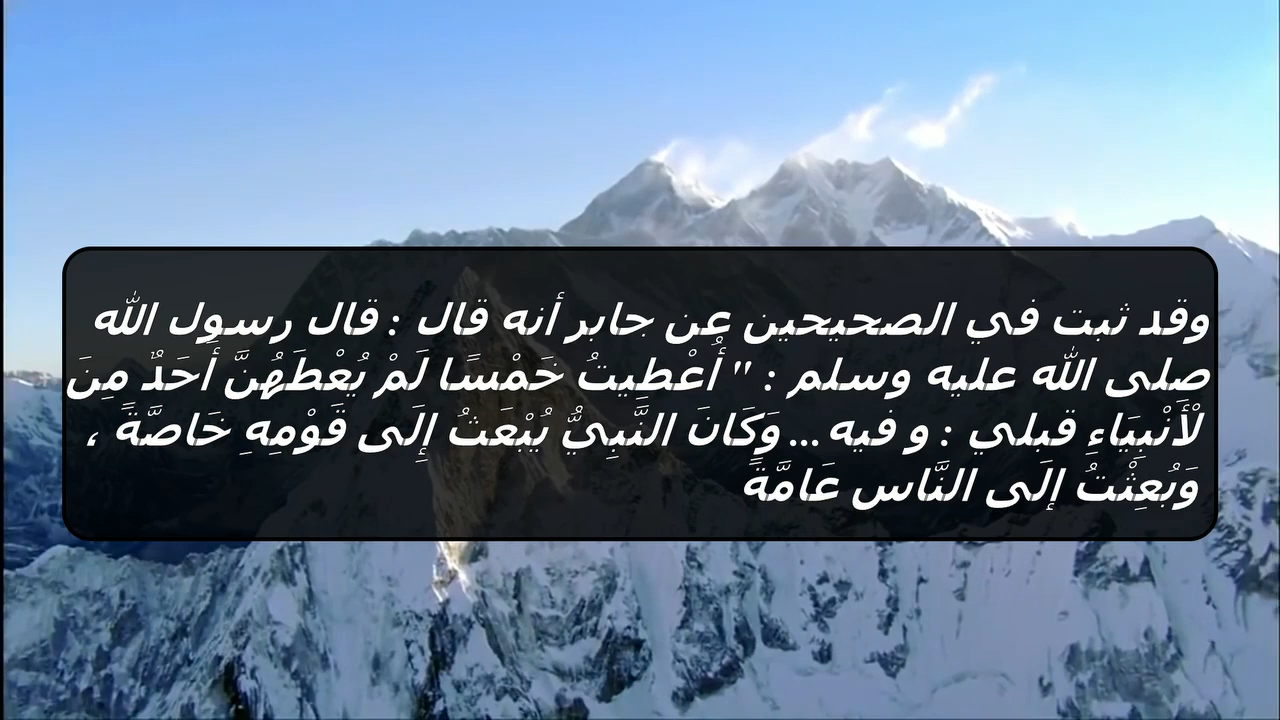 وقد ثبت في الصحيحين عن جابر أنه قال : قال رسول الله
صلى الله عليه وسلم : " أُعْطِيتُ خَمْسًا لَمْ يُعْطَهُنَّ أَحَدٌ مِنَ
لْأَنْبِيَاءِ قبلي : و فيه ... وَكَانَ النَّبِيُّ يُبْعَثُ إِلَى قَوْمِهِ خَاصَّةً ،
وَبُعِثْتُ إلَى النَّاس عَامَّةً